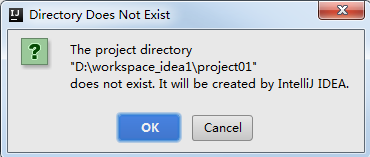 Directory Does Not Exist
The project directory
"D:\workspace_idea1\project01"
does not exist. It will be created by IntelliJ IDEA.
OK
Cancel